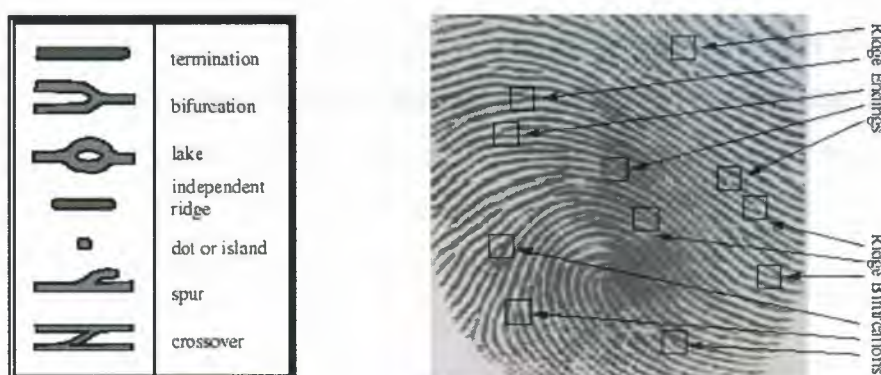 termination
bifurcation
lake
independent
ridge
dot or island
spur
crossover
Ridge Endings
Ridge Bifurcations